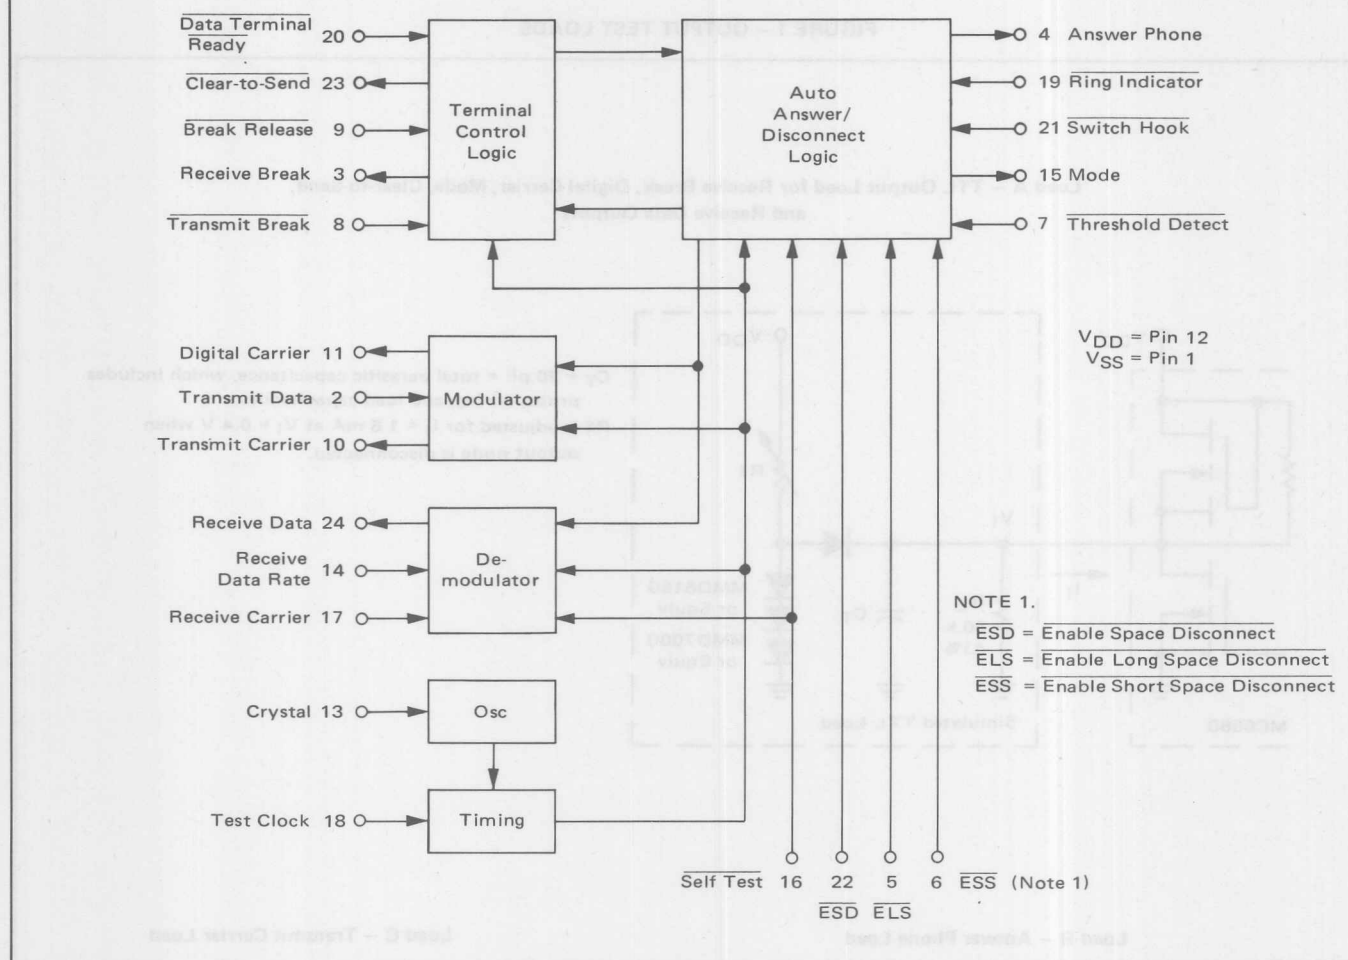 Data Terminal
Ready
20
Clear-to-Send 23
Break Release 9
Receive Break 3
Transmit Break 8
Terminal
Control
Logic
Auto
Answer/
Disconnect
Logic
4 Answer Phone
19 Ring Indicator
21 Switch Hook
15 Mode
7 Threshold Detect
VDD = Pin 12
VSS = Pin 1
Digital Carrier 11
Transmit Data 2
Transmit Carrier 10
Modulator
Receive Data 24
Receive
Data Rate 14
Receive Carrier 17
De-
modulator
NOTE 1.
ESD = Enable Space Disconnect
ELS = Enable Long Space Disconnect
ESS = Enable Short Space Disconnect
Crystal 13
Osc
Test Clock 18
Timing
Self Test 16 22 5 6 ESS (Note 1)
ESD ELS